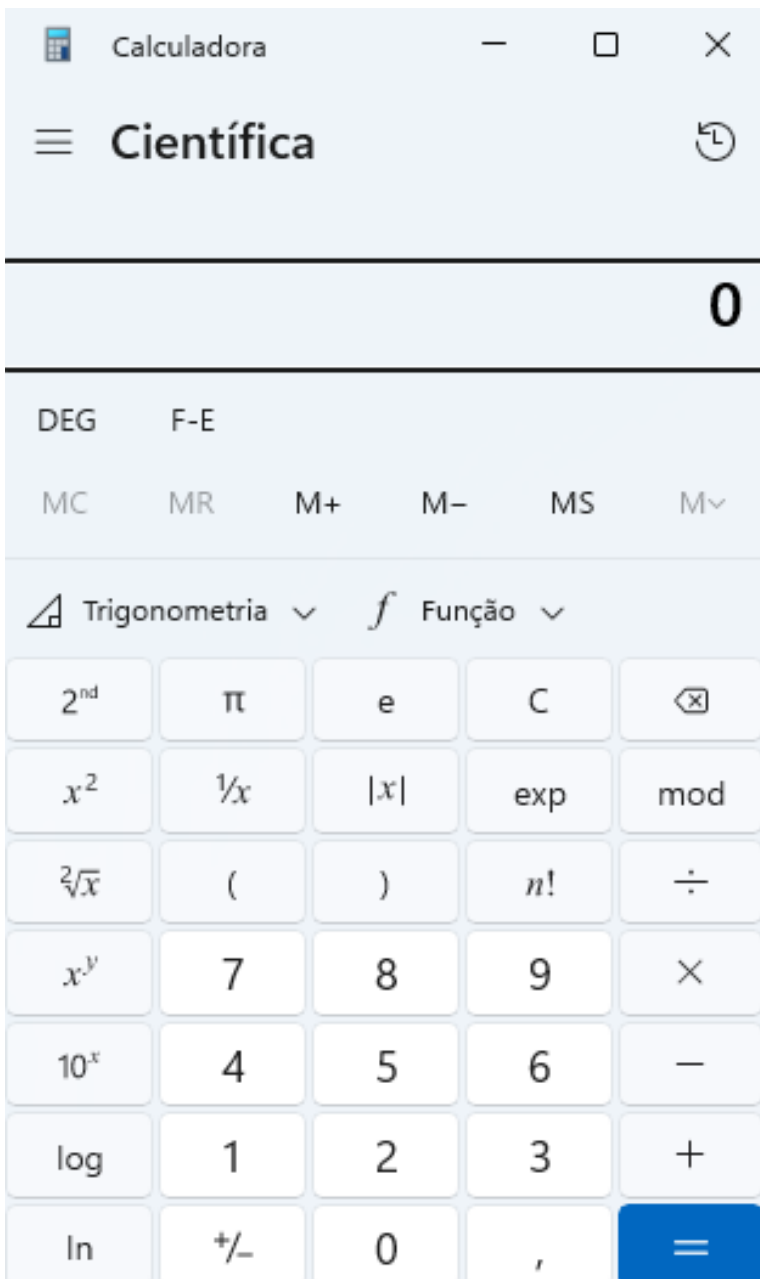 Calculadora
Científica
0
DEG F-E
MC MR M+ M− MS M
Trigonometria f Função
2ⁿᵈ π e C
x² ¹⁄x |x| exp mod
²√x ( ) n! ÷
xʸ 7 8 9 ×
10ˣ 4 5 6 −
log 1 2 3 +
ln +/− 0 , =